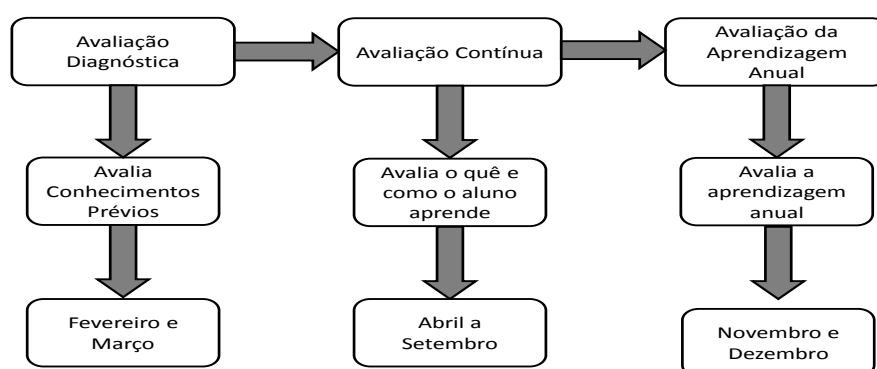 Avaliação
Diagnóstica
Avaliação Contínua
Avaliação da
Aprendizagem
Anual
Avalia
Conhecimentos
Prévios
Avalia o quê e
como o aluno
aprende
Avalia a
aprendizagem
anual
Fevereiro e
Março
Abril a
Setembro
Novembro e
Dezembro